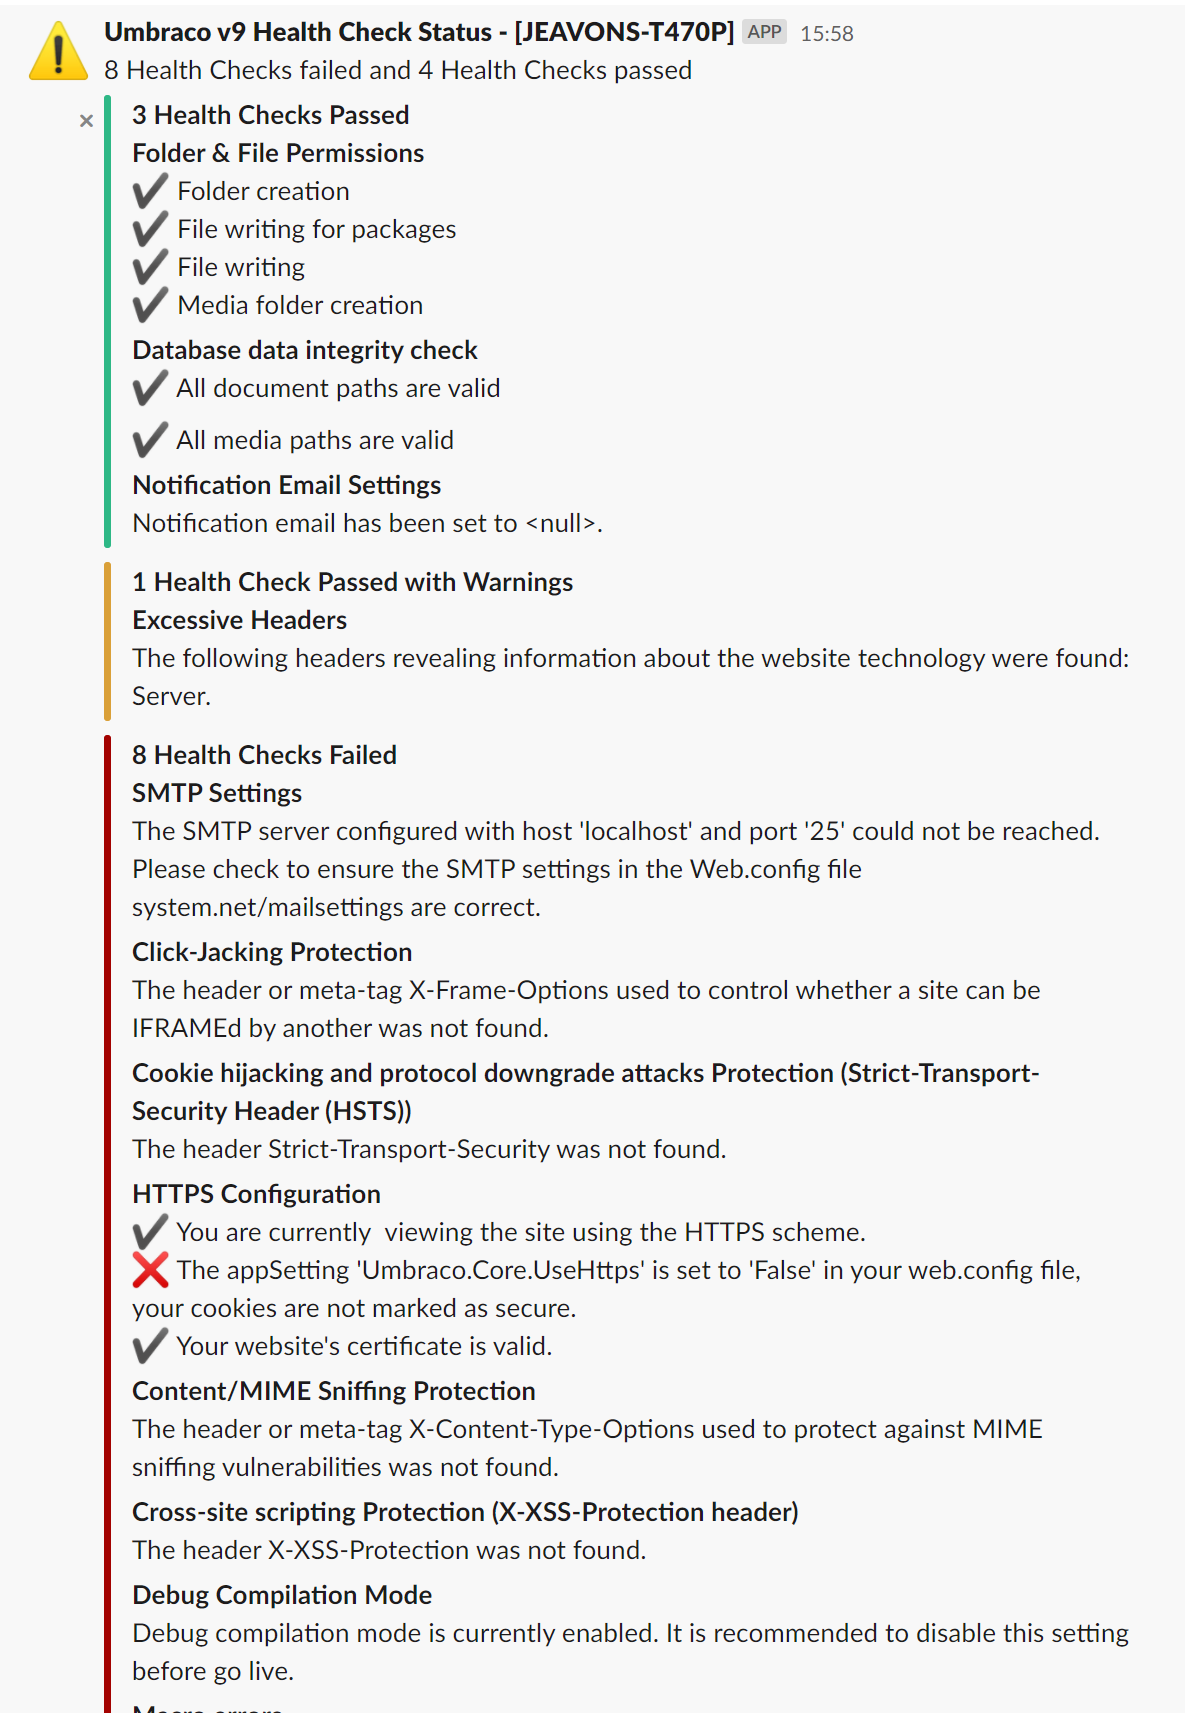 Umbraco v9 Health Check Status - [JEAVONS-T470P] APP 15:58
8 Health Checks failed and 4 Health Checks passed
3 Health Checks Passed
Folder & File Permissions
✔ Folder creation
✔ File writing for packages
✔ File writing
✔ Media folder creation
Database data integrity check
✔ All document paths are valid
✔ All media paths are valid
Notification Email Settings
Notification email has been set to <null>.
1 Health Check Passed with Warnings
Excessive Headers
The following headers revealing information about the website technology were found:
Server.
8 Health Checks Failed
SMTP Settings
The SMTP server configured with host 'localhost' and port '25' could not be reached.
Please check to ensure the SMTP settings in the Web.config file
system.net/mailsettings are correct.
Click-Jacking Protection
The header or meta-tag X-Frame-Options used to control whether a site can be
IFRAMEd by another was not found.
Cookie hijacking and protocol downgrade attacks Protection (Strict-Transport-
Security Header (HSTS))
The header Strict-Transport-Security was not found.
HTTPS Configuration
✔ You are currently  viewing the site using the HTTPS scheme.
❌ The appSetting 'Umbraco.Core.UseHttps' is set to 'False' in your web.config file,
your cookies are not marked as secure.
✔ Your website's certificate is valid.
Content/MIME Sniffing Protection
The header or meta-tag X-Content-Type-Options used to protect against MIME
sniffing vulnerabilities was not found.
Cross-site scripting Protection (X-XSS-Protection header)
The header X-XSS-Protection was not found.
Debug Compilation Mode
Debug compilation mode is currently enabled. It is recommended to disable this setting
before go live.